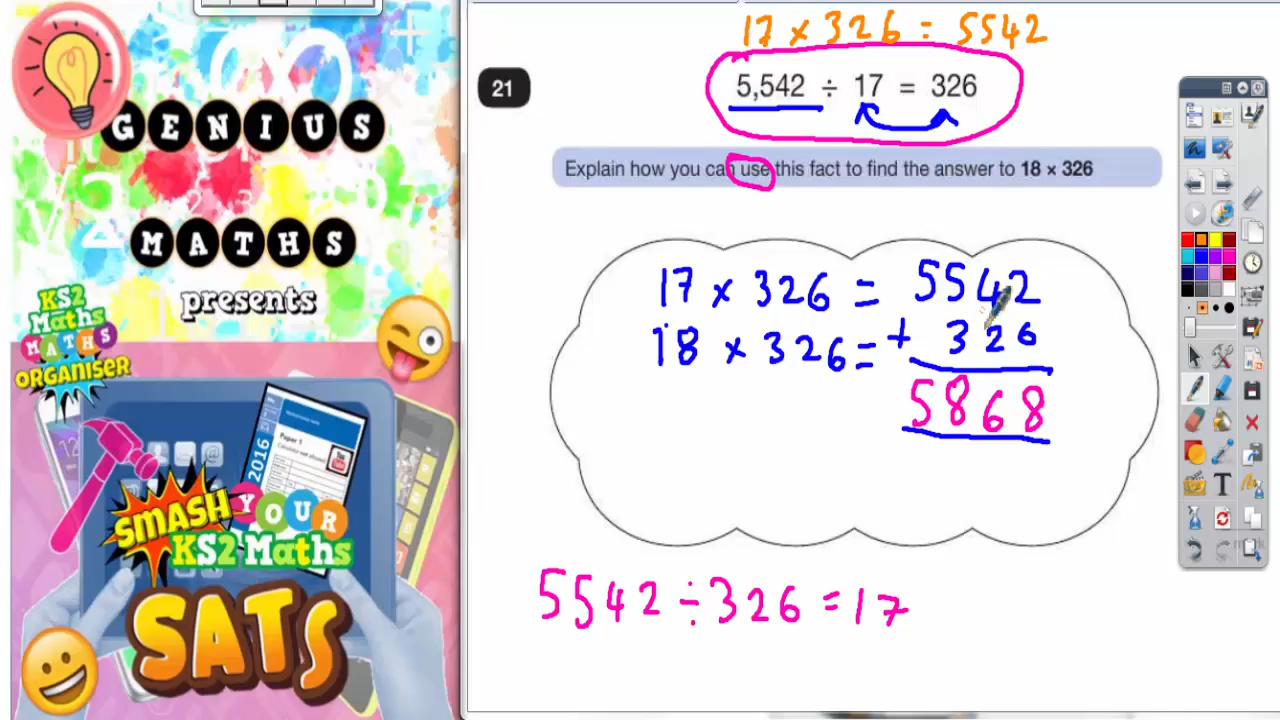 GENIUS
MATHS
presents
KS2
Maths
MATHS
ORGANISER
2016
Paper 1
SMASH YOUR
KS2 Maths
SATs
17 × 326 = 5542
21
5,542 ÷ 17 = 326
Explain how you can use this fact to find the answer to 18 × 326
17 × 326 = 5542
18 × 326 = + 326
5868
5542 ÷ 326 = 17